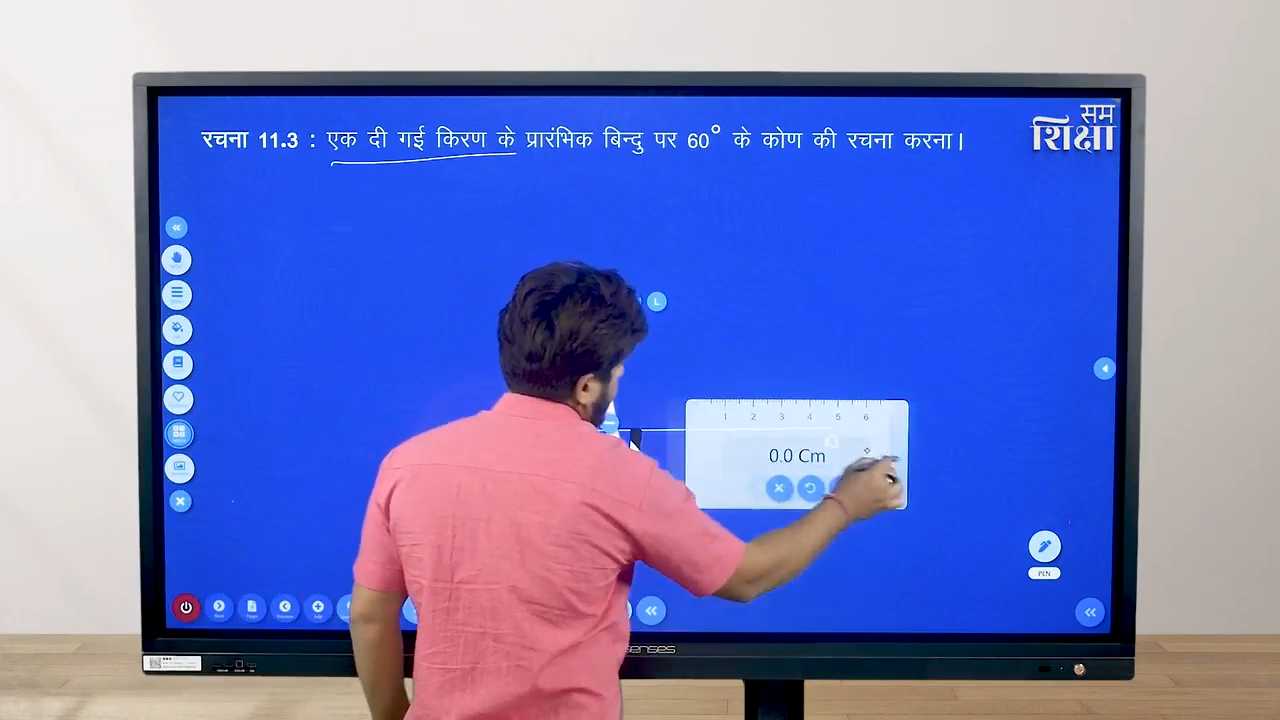 सम
शिक्षा
रचना 11.3 : एक दी गई किरण के प्रारंभिक बिन्दु पर 60° के कोण की रचना करना।
L
1 2 3 4 5 6
0.0 Cm
PEN
senses